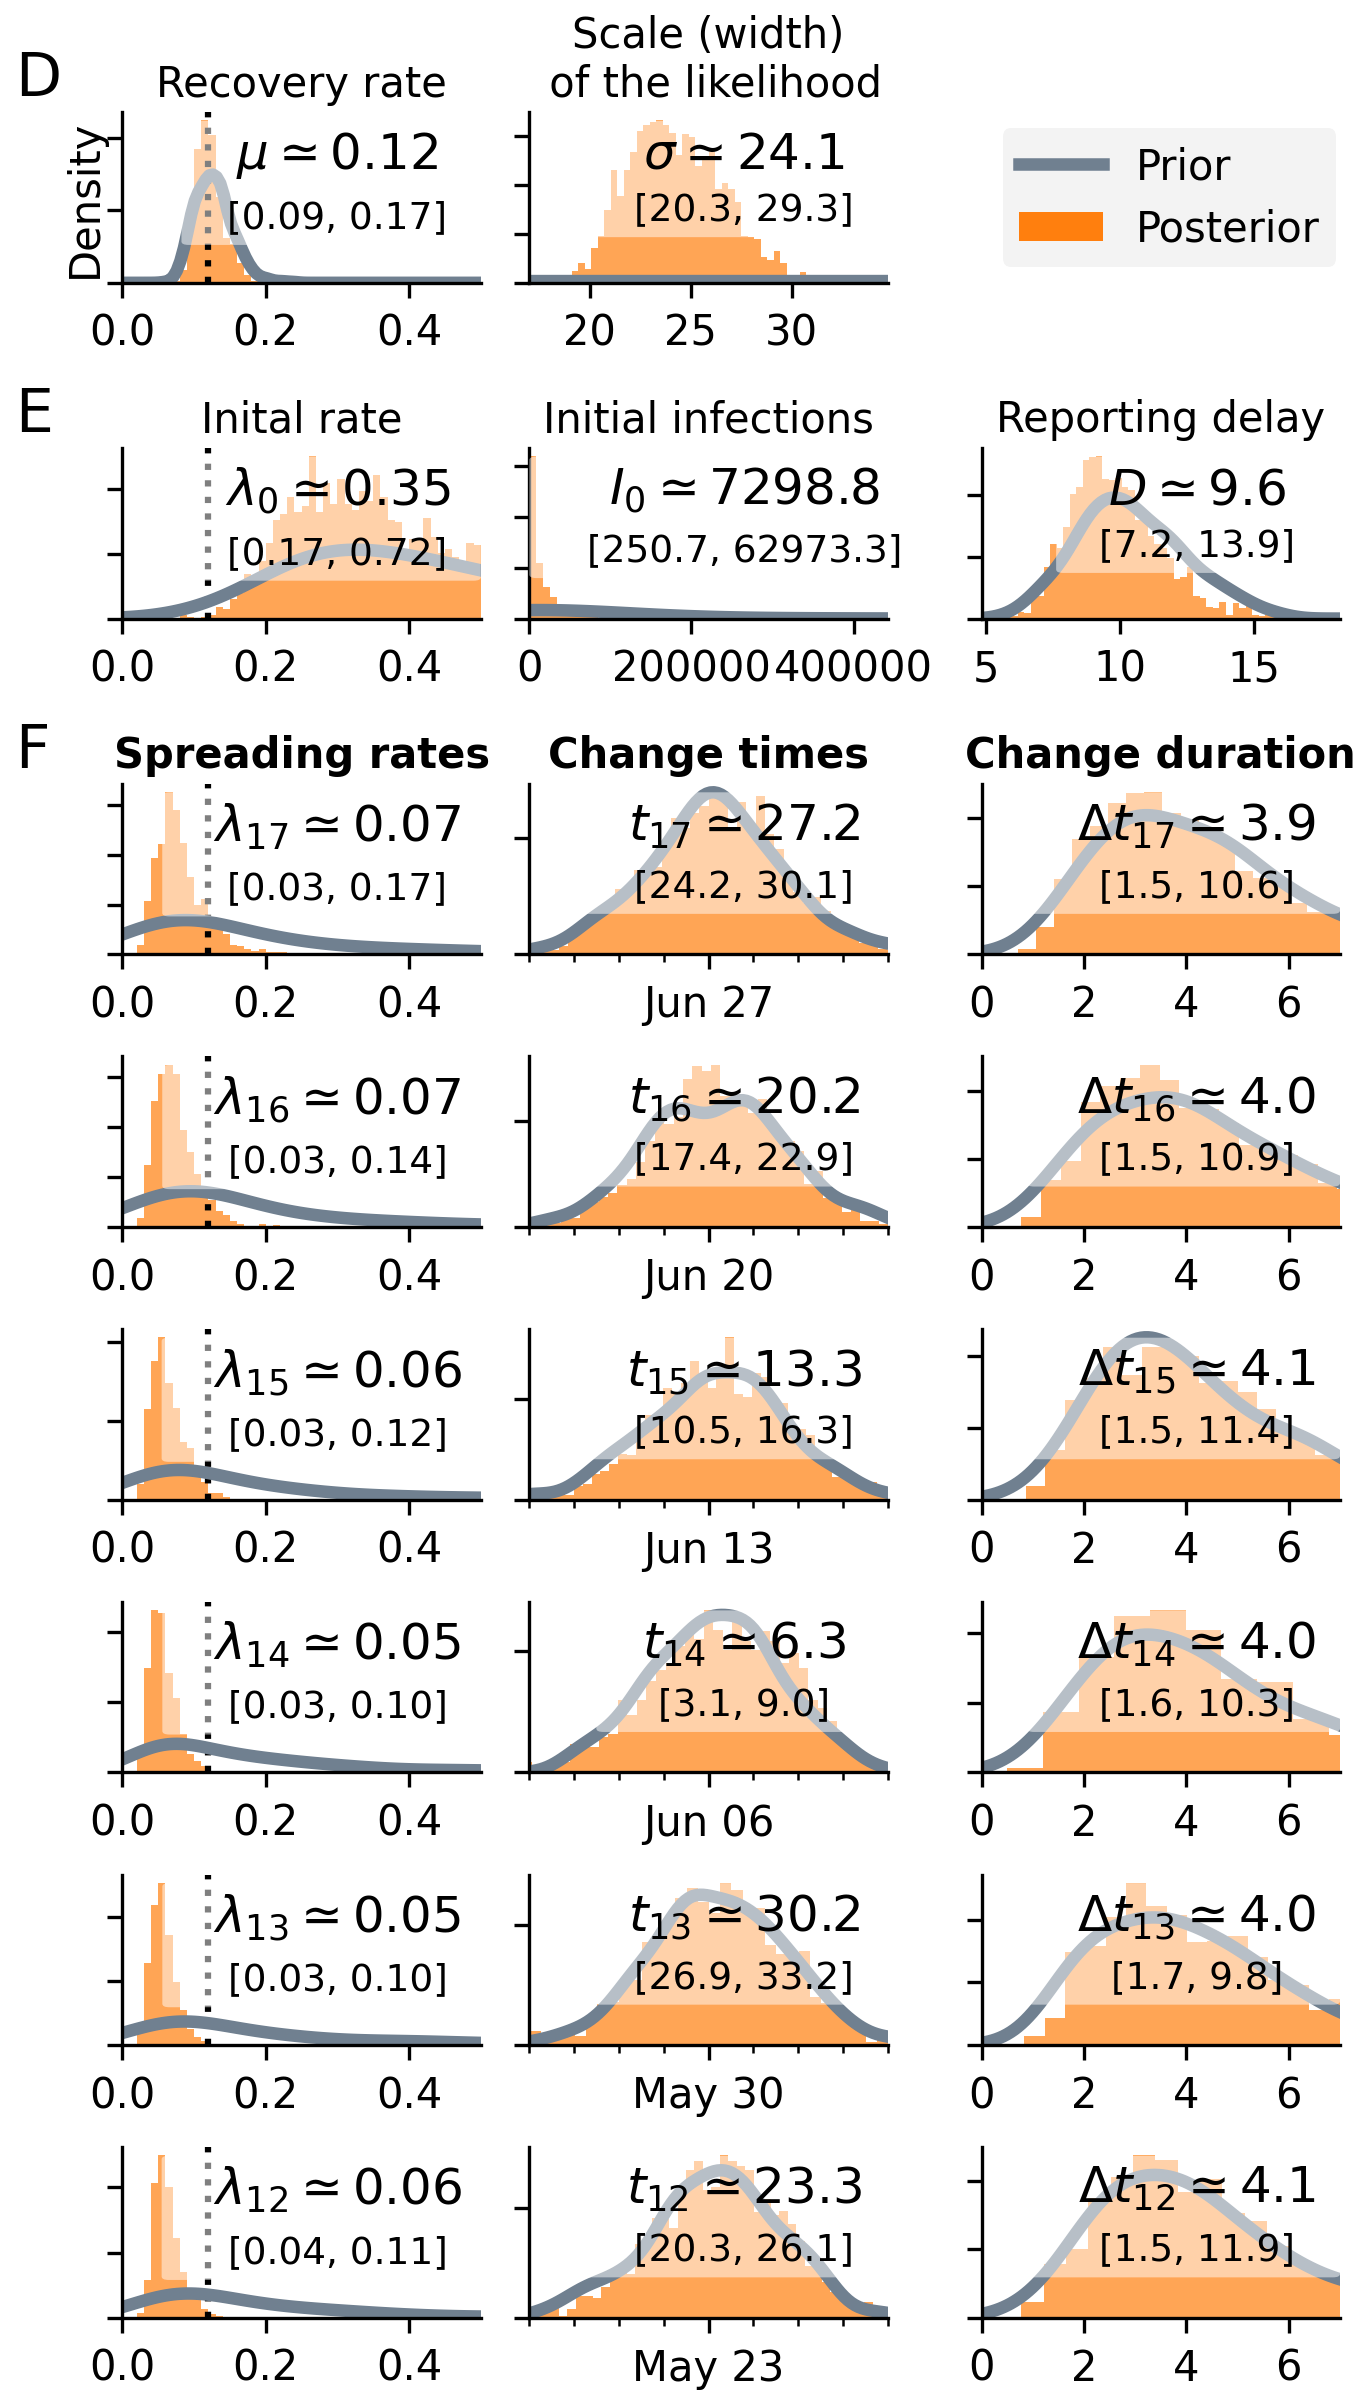 D
Recovery rate
Scale (width)
of the likelihood
Density
μ ≃ 0.12
[0.09, 0.17]
0.0 0.2 0.4
σ ≃ 24.1
[20.3, 29.3]
20 25 30
Prior
Posterior
E
Inital rate
λ0 ≃ 0.35
[0.17, 0.72]
0.0 0.2 0.4
Initial infections
I0 ≃ 7298.8
[250.7, 62973.3]
0 200000 400000
Reporting delay
D ≃ 9.6
[7.2, 13.9]
5 10 15
F
Spreading rates Change times Change duration
λ17 ≃ 0.07
[0.03, 0.17]
0.0 0.2 0.4
t17 ≃ 27.2
[24.2, 30.1]
Jun 27
Δt17 ≃ 3.9
[1.5, 10.6]
0 2 4 6
λ16 ≃ 0.07
[0.03, 0.14]
0.0 0.2 0.4
t16 ≃ 20.2
[17.4, 22.9]
Jun 20
Δt16 ≃ 4.0
[1.5, 10.9]
0 2 4 6
λ15 ≃ 0.06
[0.03, 0.12]
0.0 0.2 0.4
t15 ≃ 13.3
[10.5, 16.3]
Jun 13
Δt15 ≃ 4.1
[1.5, 11.4]
0 2 4 6
λ14 ≃ 0.05
[0.03, 0.10]
0.0 0.2 0.4
t14 ≃ 6.3
[3.1, 9.0]
Jun 06
Δt14 ≃ 4.0
[1.6, 10.3]
0 2 4 6
λ13 ≃ 0.05
[0.03, 0.10]
0.0 0.2 0.4
t13 ≃ 30.2
[26.9, 33.2]
May 30
Δt13 ≃ 4.0
[1.7, 9.8]
0 2 4 6
λ12 ≃ 0.06
[0.04, 0.11]
0.0 0.2 0.4
t12 ≃ 23.3
[20.3, 26.1]
May 23
Δt12 ≃ 4.1
[1.5, 11.9]
0 2 4 6